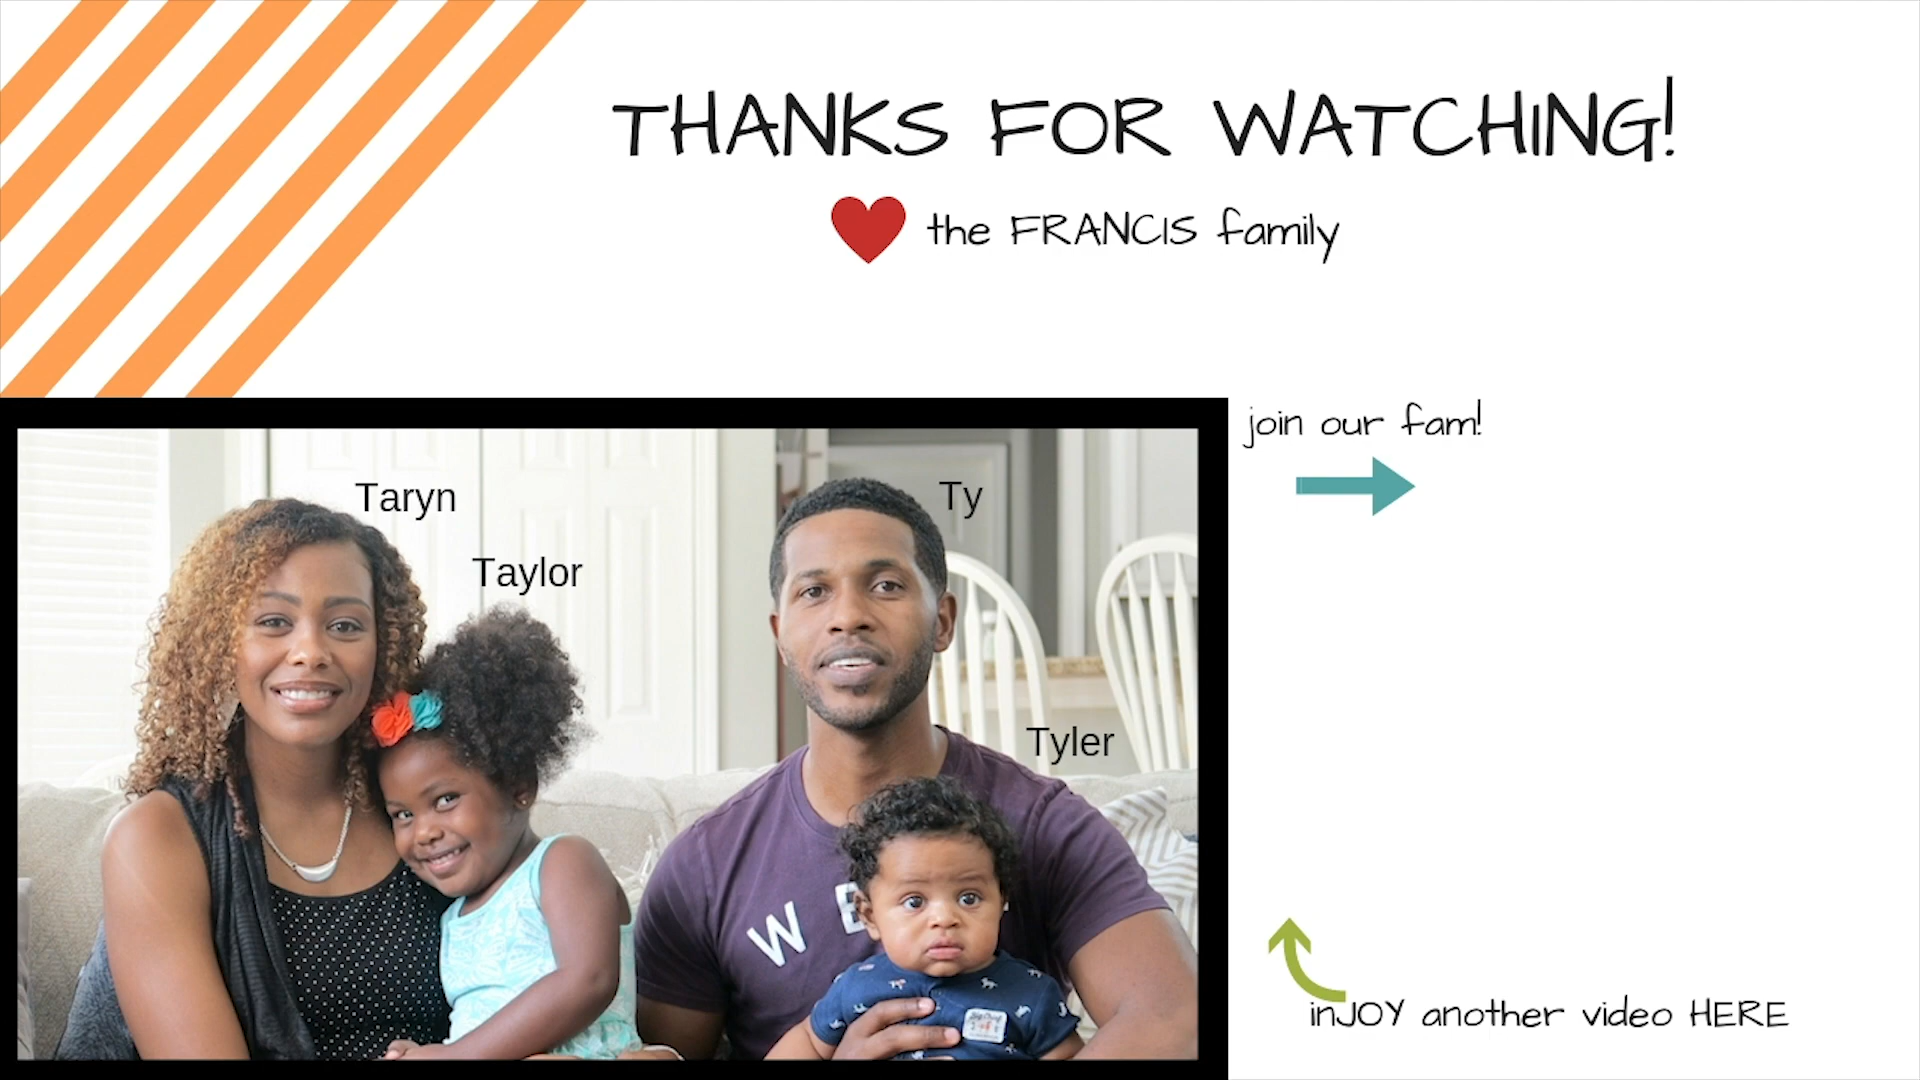 THANKS FOR WATCHING!
the FRANCIS family
join our fam!
Taryn
Ty
Taylor
Tyler
W
inJOY another video HERE